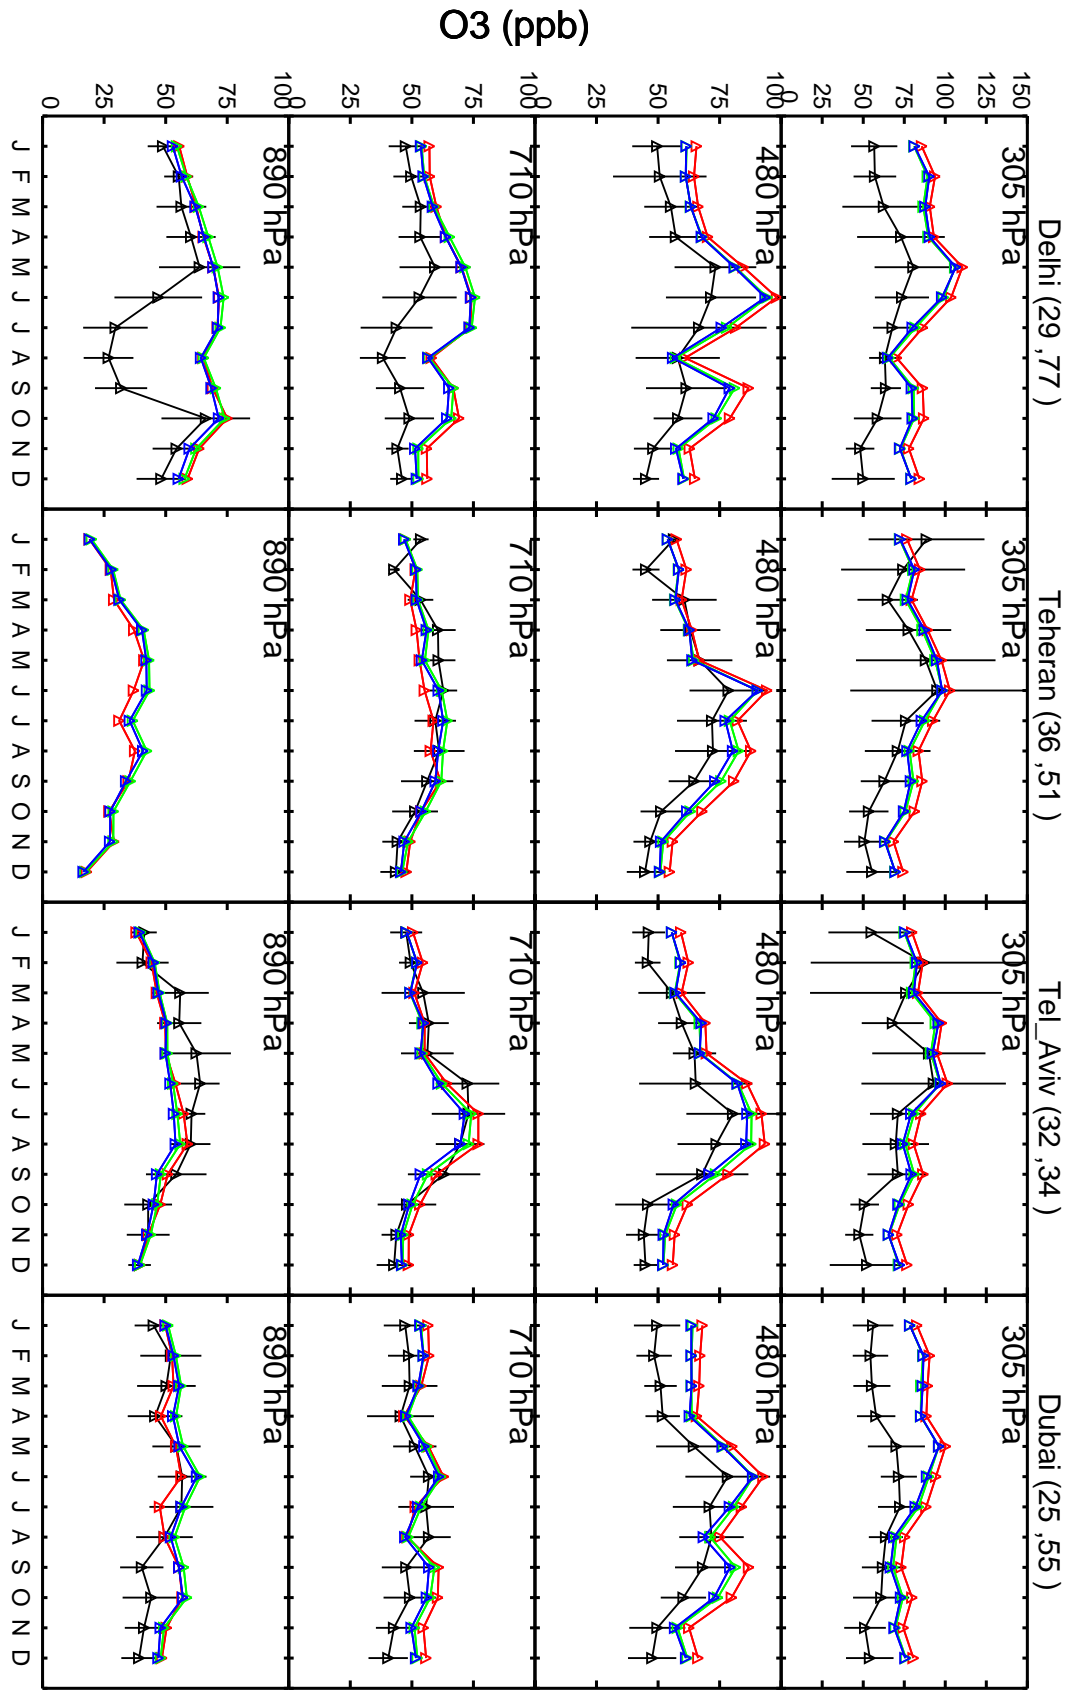 Delhi (29 ,77 )
Teheran (36 ,51)
Tel_Aviv (32 ,34)
Dubai (25 ,55 )
O3 (ppb)
150
125
100
75
50
25
0
305 hPa
305 hPa
305 hPa
305 hPa
100
75
50
25
0
480 hPa
480 hPa
480 hPa
480 hPa
100
75
50
25
0
710 hPa
710 hPa
710 hPa
710 hPa
100
75
50
25
0
890 hPa
890 hPa
890 hPa
890 hPa
J F M A M J J A S O N D
J F M A M J J A S O N D
J F M A M J J A S O N D
J F M A M J J A S O N D